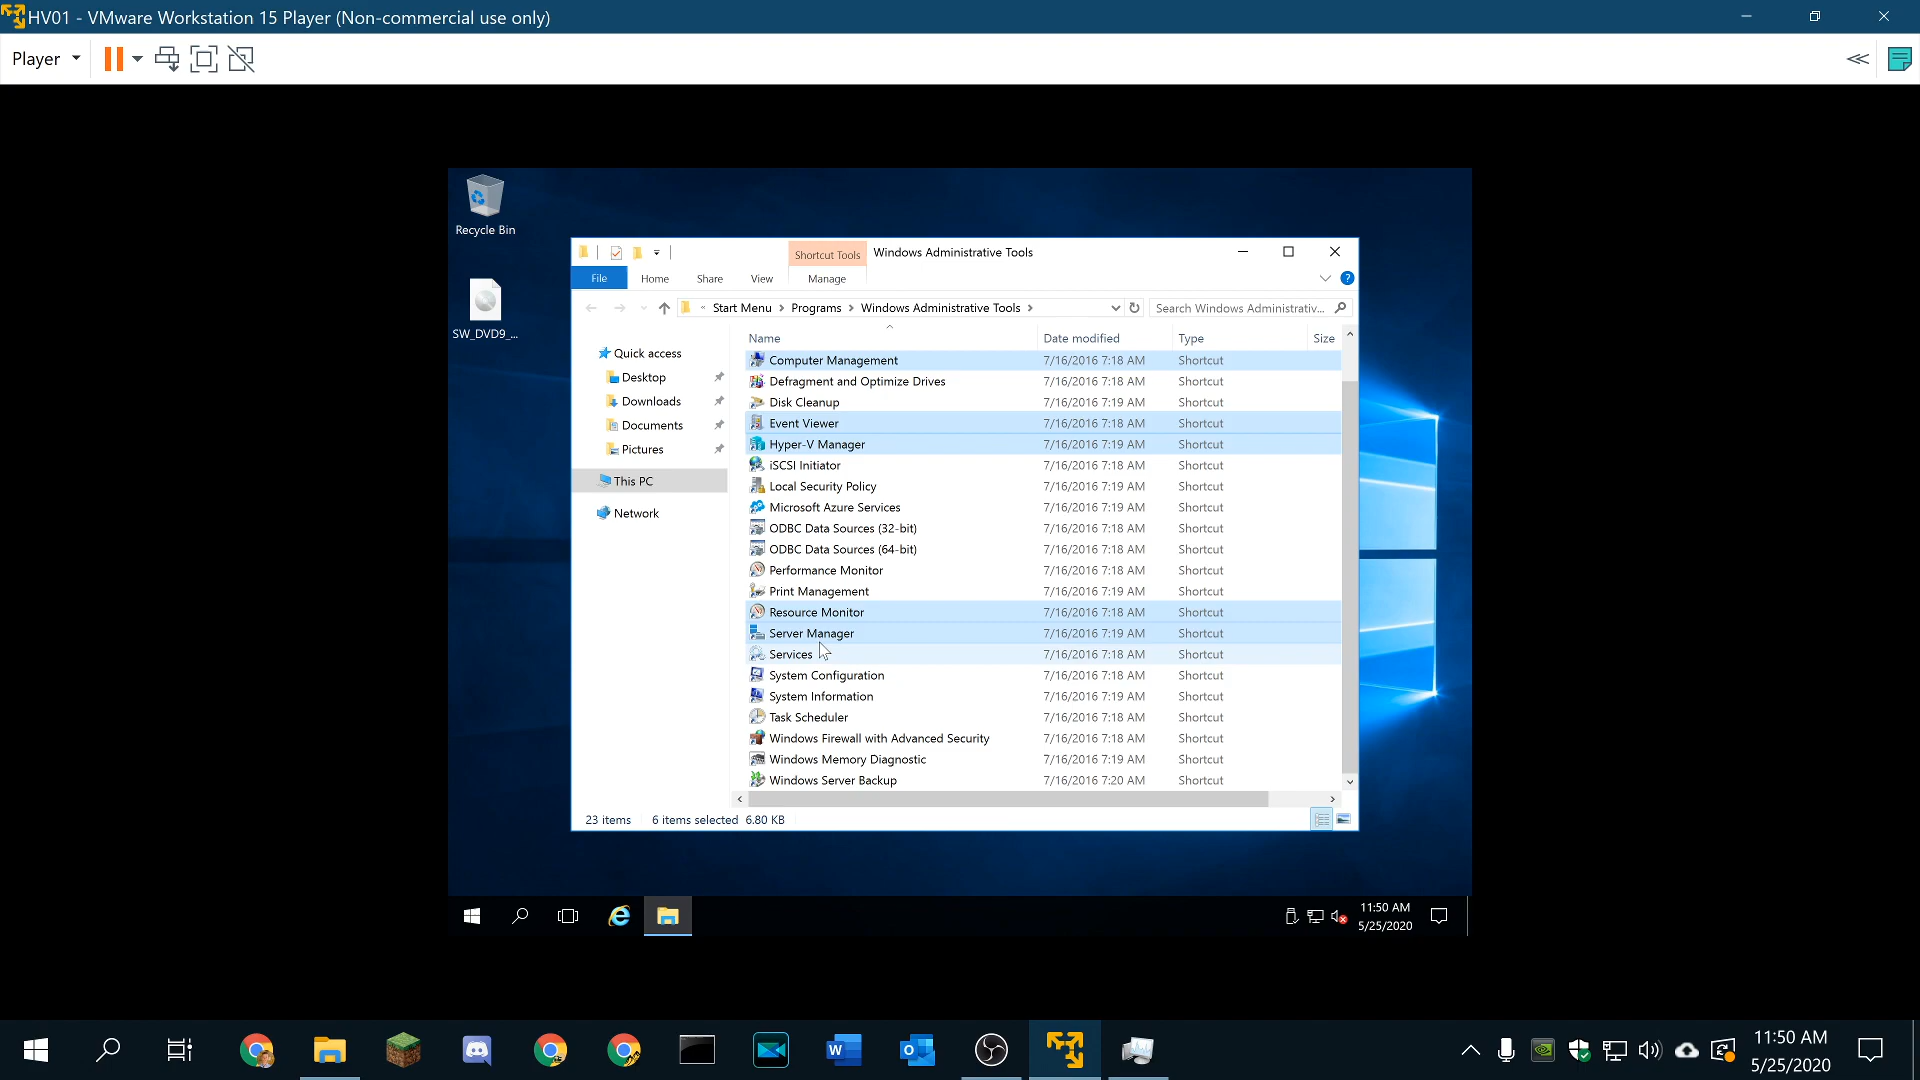 HV01 - VMware Workstation 15 Player (Non-commercial use only)
Player
Recycle Bin
SW_DVD9_...
Shortcut Tools
Windows Administrative Tools
File
Home
Share
View
Manage
« Start Menu > Programs > Windows Administrative Tools >
Search Windows Administrativ...
Quick access
Desktop
Downloads
Documents
Pictures
This PC
Network
Name Date modified Type Size
Computer Management 7/16/2016 7:18 AM Shortcut
Defragment and Optimize Drives 7/16/2016 7:18 AM Shortcut
Disk Cleanup 7/16/2016 7:19 AM Shortcut
Event Viewer 7/16/2016 7:18 AM Shortcut
Hyper-V Manager 7/16/2016 7:19 AM Shortcut
iSCSI Initiator 7/16/2016 7:18 AM Shortcut
Local Security Policy 7/16/2016 7:19 AM Shortcut
Microsoft Azure Services 7/16/2016 7:19 AM Shortcut
ODBC Data Sources (32-bit) 7/16/2016 7:18 AM Shortcut
ODBC Data Sources (64-bit) 7/16/2016 7:18 AM Shortcut
Performance Monitor 7/16/2016 7:18 AM Shortcut
Print Management 7/16/2016 7:19 AM Shortcut
Resource Monitor 7/16/2016 7:18 AM Shortcut
Server Manager 7/16/2016 7:19 AM Shortcut
Services 7/16/2016 7:18 AM Shortcut
System Configuration 7/16/2016 7:18 AM Shortcut
System Information 7/16/2016 7:19 AM Shortcut
Task Scheduler 7/16/2016 7:18 AM Shortcut
Windows Firewall with Advanced Security 7/16/2016 7:18 AM Shortcut
Windows Memory Diagnostic 7/16/2016 7:19 AM Shortcut
Windows Server Backup 7/16/2016 7:20 AM Shortcut
23 items 6 items selected 6.80 KB
11:50 AM
5/25/2020
11:50 AM
5/25/2020